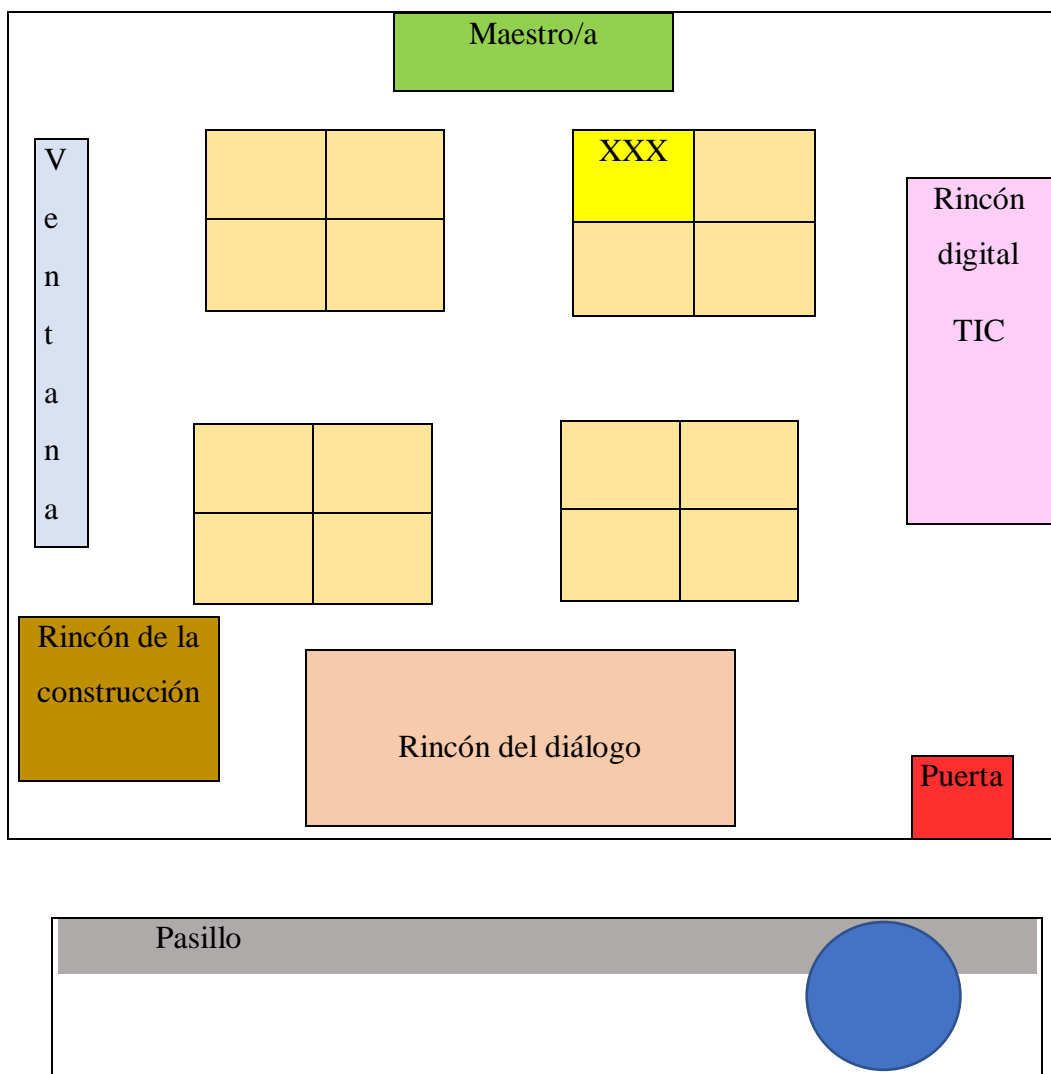 Maestro/a
XXX
V
e
n
t
a
n
a
Rincón
digital
TIC
Rincón de la
construcción
Rincón del diálogo
Puerta
Pasillo